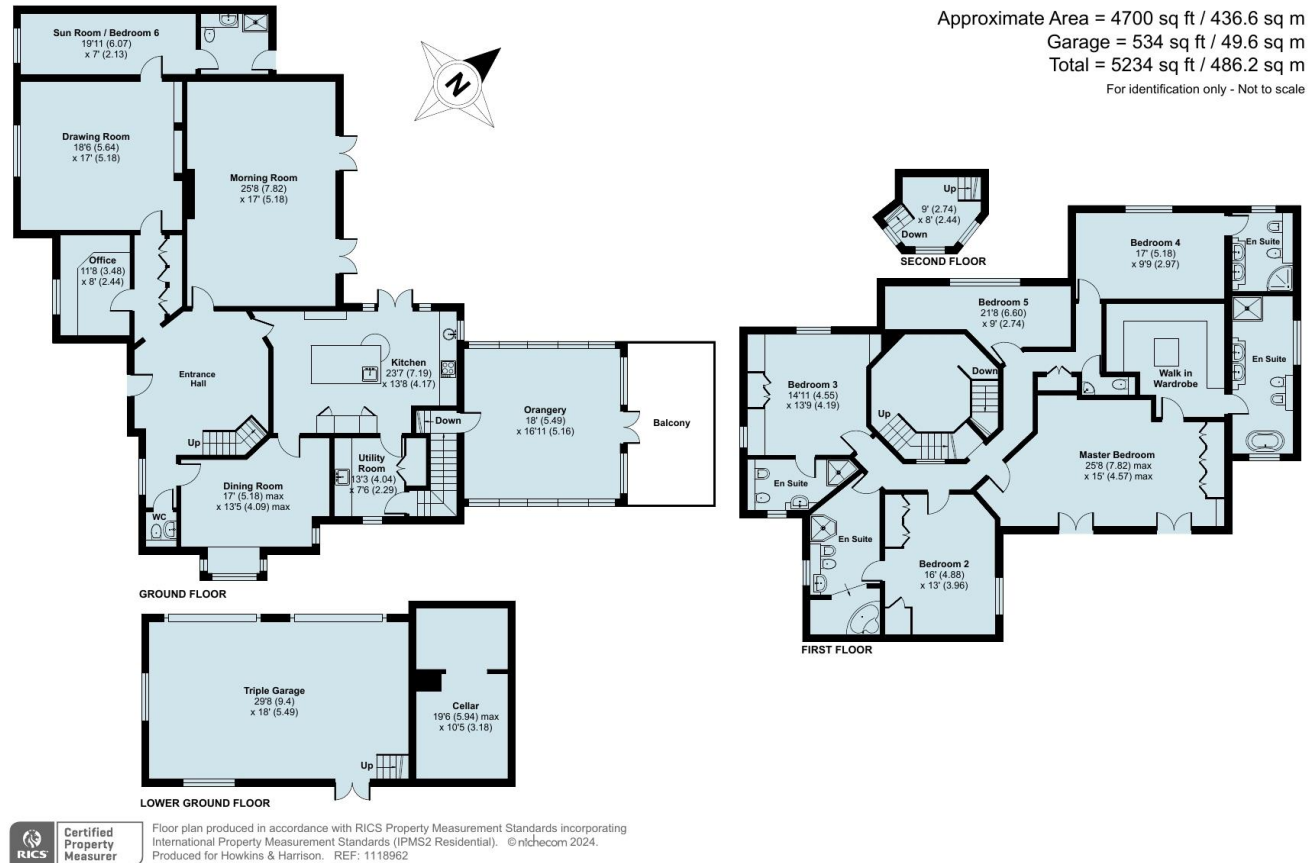 Approximate Area = 4700 sq ft / 436.6 sq m
Garage = 534 sq ft / 49.6 sq m
Total = 5234 sq ft / 486.2 sq m
For identification only - Not to scale
N
Sun Room / Bedroom 6
19'11 (6.07)
x 7' (2.13)
Drawing Room
18'6 (5.64)
x 17' (5.18)
Morning Room
25'8 (7.82)
x 17' (5.18)
Office
11'8 (3.48)
x 8' (2.44)
Entrance
Hall
Up
Kitchen
23'7 (7.19)
x 13'8 (4.17)
Down
Orangery
18' (5.49)
x 16'11 (5.16)
Balcony
Utility
Room
13'3 (4.04)
x 7'6 (2.29)
Dining Room
17' (5.18) max
x 13'5 (4.09) max
WC
GROUND FLOOR
Up
9' (2.74)
x 8' (2.44)
Down
SECOND FLOOR
Bedroom 4
17' (5.18)
x 9'9 (2.97)
En Suite
Bedroom 5
21'8 (6.60)
x 9' (2.74)
Bedroom 3
14'11 (4.55)
x 13'9 (4.19)
Down
Up
Walk in
Wardrobe
En Suite
Master Bedroom
25'8 (7.82) max
x 15' (4.57) max
En Suite
En Suite
Bedroom 2
16' (4.88)
x 13' (3.96)
FIRST FLOOR
Triple Garage
29'8 (9.4)
x 18' (5.49)
Up
Cellar
19'6 (5.94) max
x 10'5 (3.18)
LOWER GROUND FLOOR
RICS
Certified
Property
Measurer
Floor plan produced in accordance with RICS Property Measurement Standards incorporating
International Property Measurement Standards (IPMS2 Residential). ©nichecom 2024.
Produced for Howkins & Harrison. REF: 1118962